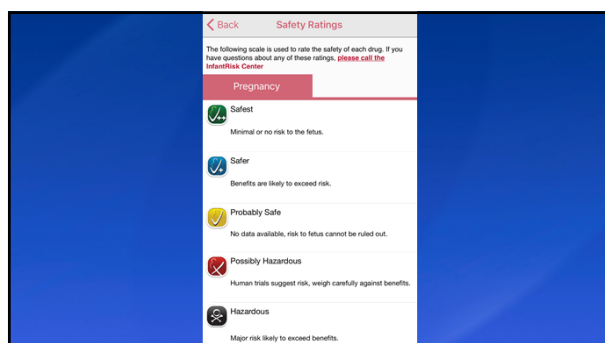 Back
Safety Ratings
The following scale is used to rate the safety of each drug. If you
have questions about any of these ratings, please call the
InfantRisk Center
Pregnancy
Safest
Minimal or no risk to the fetus.
Safer
Benefits are likely to exceed risk.
Probably Safe
No data available, risk to fetus cannot be ruled out.
Possibly Hazardous
Human trials suggest risk, weigh carefully against benefits.
Hazardous
Major risk likely to exceed benefits.